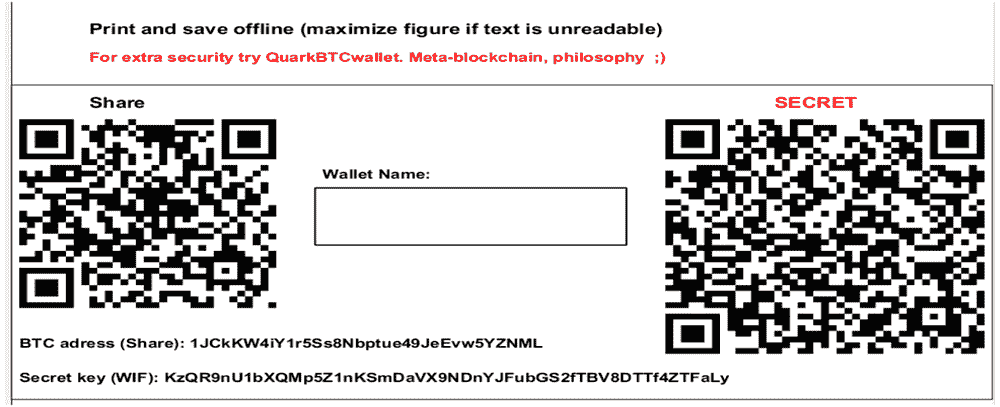 Print and save offline (maximize figure if text is unreadable)
For extra security try QuarkBTCwallet. Meta-blockchain, philosophy ;)
Share
SECRET
Wallet Name:
BTC adress (Share): 1JCkKW4iY1r5Ss8Nbptue49JeEvw5YZNML
Secret key (WIF): KzQR9nU1bXQMp5Z1nKSmDaVX9NDnYJFubGS2fTBV8DTTf4ZTFaLy